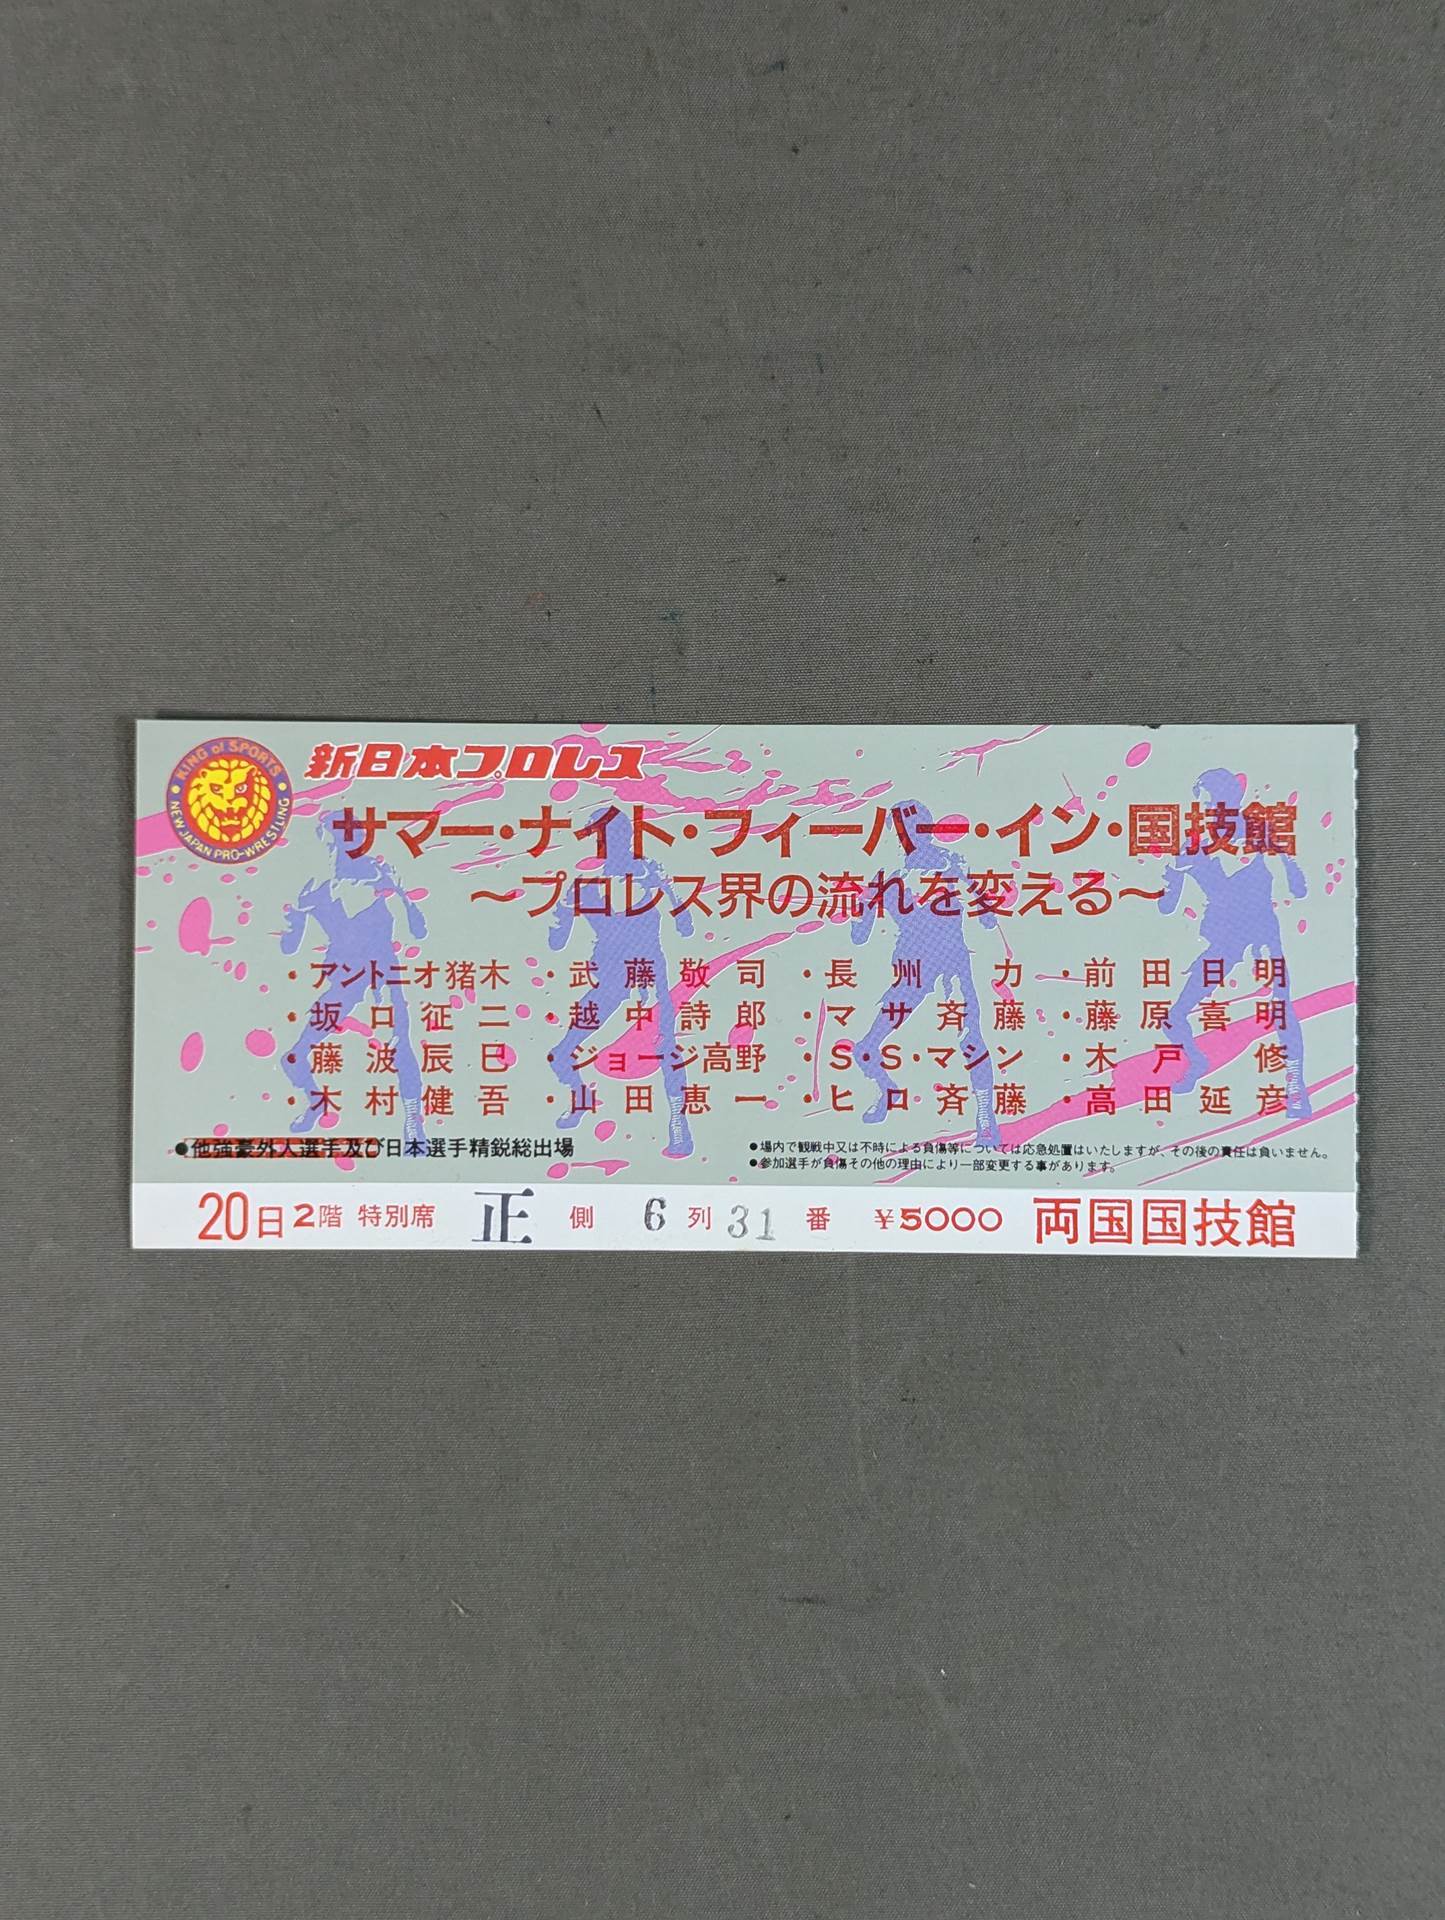 KING of SPORTS
NEW JAPAN PRO-WRESTLING
新日本プロレス
サマー・ナイト・フィーバー・イン・国技館
〜プロレス界の流れを変える〜
・アントニオ猪木 ・武藤敬司 ・長州力 ・前田日明
・坂口征二 ・越中詩郎 ・マサ斉藤 ・藤原喜明
・藤波辰巳 ・ジョージ高野 ・S・S・マシン ・木戸修
・木村健吾 ・山田恵一 ・ヒロ斉藤 ・高田延彦
●他強豪外人選手及び日本選手精鋭総出場
●場内で観戦中又は不時による負傷等については応急処置はいたしますが、その後の責任は負いません。
●参加選手が負傷その他の理由により一部変更する事があります。
20日 2階 特別席 正 側 6 列 31 番 ¥5000 両国国技館